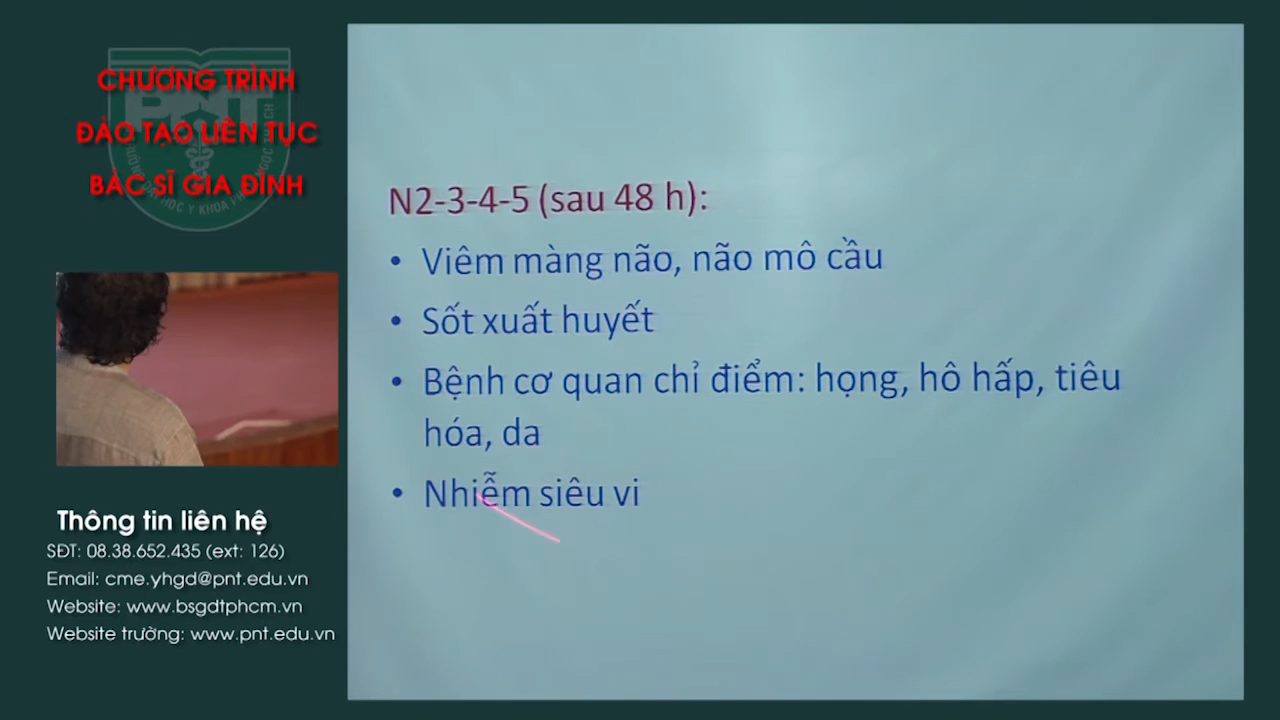 CHƯƠNG TRÌNH
ĐÀO TẠO LIÊN TỤC
BÁC SĨ GIA ĐÌNH
N2-3-4-5 (sau 48 h):
• Viêm màng não, não mô cầu
• Sốt xuất huyết
• Bệnh cơ quan chỉ điểm: họng, hô hấp, tiêu
hóa, da
• Nhiễm siêu vi
Thông tin liên hệ
SĐT: 08.38.652.435 (ext: 126)
Email: cme.yhgd@pnt.edu.vn
Website: www.bsgdtphcm.vn
Website trường: www.pnt.edu.vn
PNT